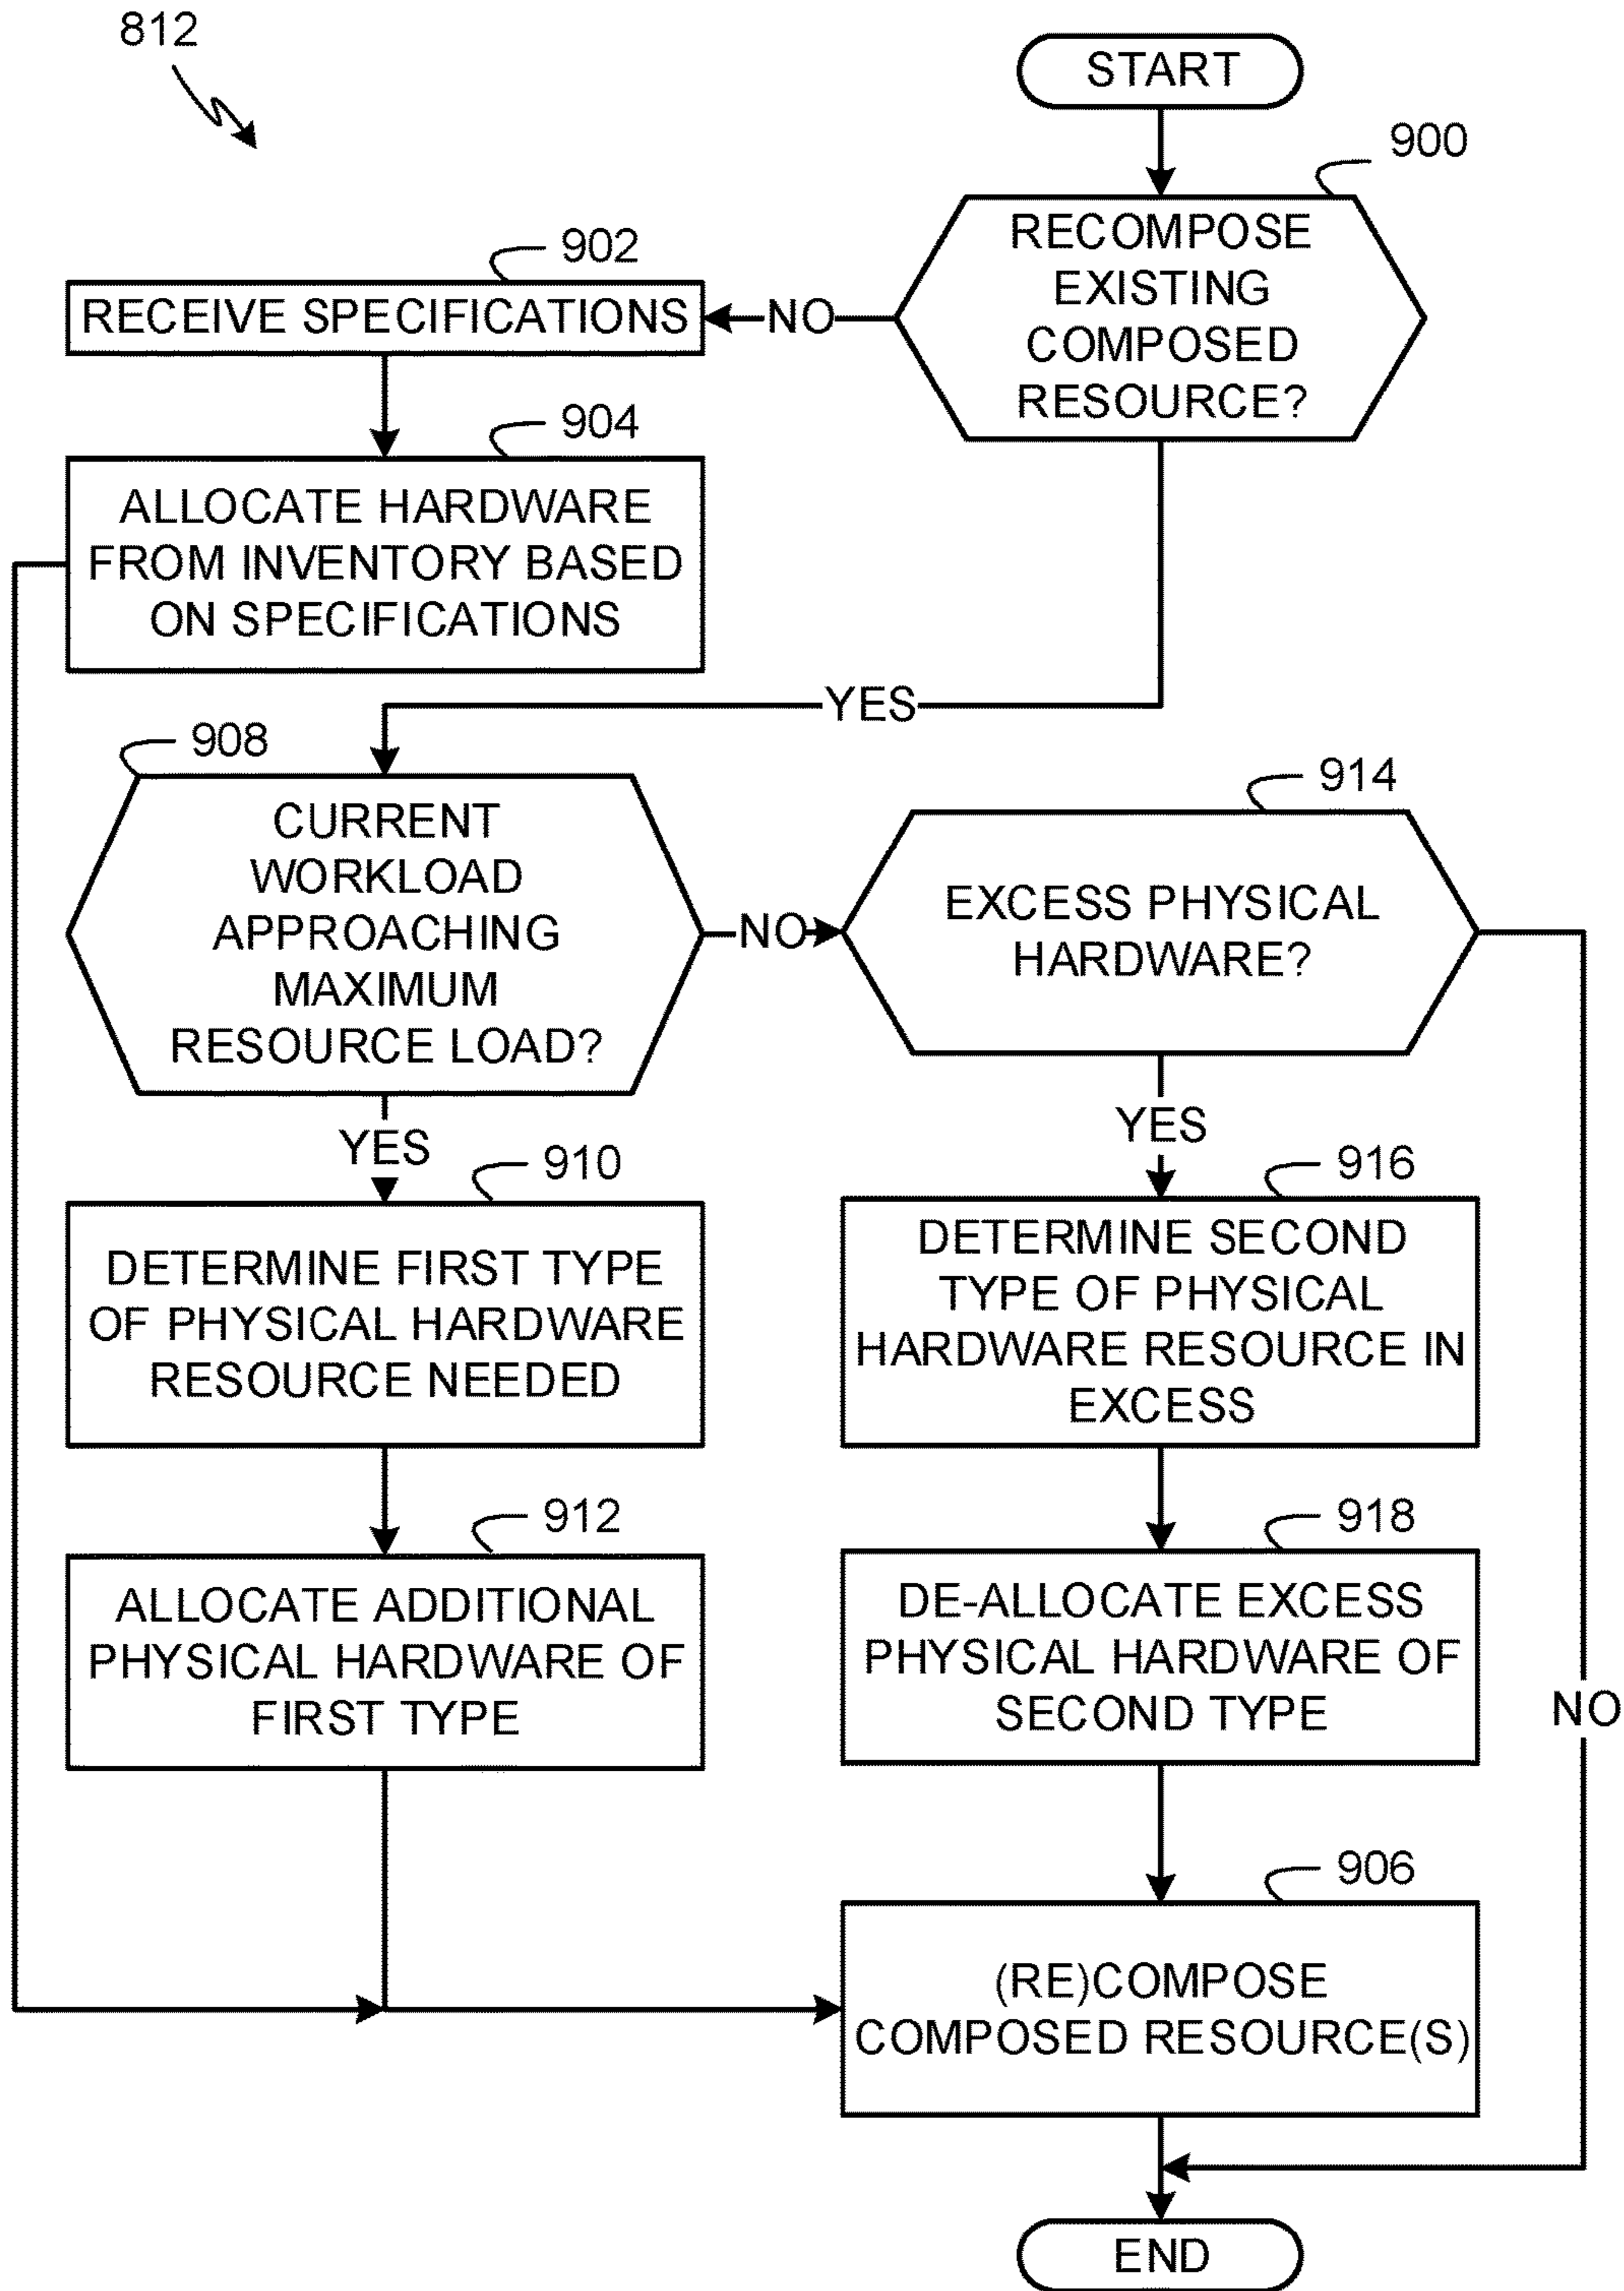 812
START
900
RECOMPOSE
EXISTING
COMPOSED
RESOURCE?
NO
902
RECEIVE SPECIFICATIONS
904
ALLOCATE HARDWARE
FROM INVENTORY BASED
ON SPECIFICATIONS
YES
908
CURRENT
WORKLOAD
APPROACHING
MAXIMUM
RESOURCE LOAD?
NO
914
EXCESS PHYSICAL
HARDWARE?
YES
910
DETERMINE FIRST TYPE
OF PHYSICAL HARDWARE
RESOURCE NEEDED
YES
916
DETERMINE SECOND
TYPE OF PHYSICAL
HARDWARE RESOURCE IN
EXCESS
912
ALLOCATE ADDITIONAL
PHYSICAL HARDWARE OF
FIRST TYPE
918
DE-ALLOCATE EXCESS
PHYSICAL HARDWARE OF
SECOND TYPE
NO
906
(RE)COMPOSE
COMPOSED RESOURCE(S)
END